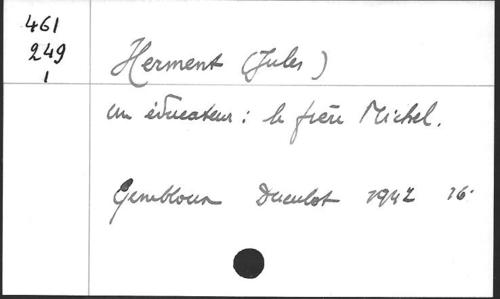 461
249
1
Herment (Jules)
Un éducateur : le frère Michel.
Gembloux Duculot 1942 16°